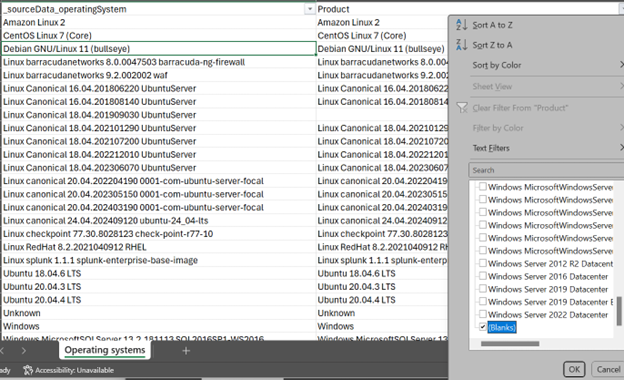 _sourceData_operatingSystem Product
Amazon Linux 2 Amazon Linux 2
CentOS Linux 7 (Core) CentOS Linux 7 (Core)
Debian GNU/Linux 11 (bullseye) Debian GNU/Linux 11 (bullseye)
Linux barracudanetworks 8.0.0047503 barracuda-ng-firewall Linux barracudanetworks 8.0.004
Linux barracudanetworks 9.2.002002 waf Linux barracudanetworks 9.2.002
Linux Canonical 16.04.201806220 UbuntuServer Linux Canonical 16.04.20180622
Linux Canonical 16.04.201808140 UbuntuServer Linux Canonical 16.04.20180814
Linux Canonical 18.04.201909030 UbuntuServer
Linux Canonical 18.04.202101290 UbuntuServer Linux Canonical 18.04.20210129
Linux Canonical 18.04.202107200 UbuntuServer Linux Canonical 18.04.20210720
Linux Canonical 18.04.202212010 UbuntuServer Linux Canonical 18.04.20221201
Linux Canonical 18.04.202306070 UbuntuServer Linux Canonical 18.04.20230607
Linux canonical 20.04.202204190 0001-com-ubuntu-server-focal Linux canonical 20.04.20220419
Linux canonical 20.04.202305150 0001-com-ubuntu-server-focal Linux canonical 20.04.20230515
Linux canonical 20.04.202403190 0001-com-ubuntu-server-focal Linux canonical 20.04.20240319
Linux canonical 24.04.202409120 ubuntu-24_04-lts Linux canonical 24.04.20240912
Linux checkpoint 77.30.8028123 check-point-r77-10 Linux checkpoint 77.30.8028123
Linux RedHat 8.2.2021040912 RHEL Linux RedHat 8.2.2021040912 RH
Linux splunk 1.1.1 splunk-enterprise-base-image Linux splunk 1.1.1 splunk-enterp
Ubuntu 18.04.6 LTS Ubuntu 18.04.6 LTS
Ubuntu 20.04.3 LTS Ubuntu 20.04.3 LTS
Ubuntu 20.04.4 LTS Ubuntu 20.04.4 LTS
Unknown Unknown
Windows Windows
Windows MicrosoftSQLServer 13.2.181113 SQL2016SP1-WS2016
Operating systems
ady Accessibility: Unavailable
Sort A to Z
Sort Z to A
Sort by Color
Sheet View
Clear Filter From "Product"
Filter by Color
Text Filters
Search
Windows MicrosoftWindowsServe
Windows MicrosoftWindowsServe
Windows MicrosoftWindowsServe
Windows MicrosoftWindowsServe
Windows MicrosoftWindowsServe
Windows MicrosoftWindowsServe
Windows Server 2012 R2 Datacent
Windows Server 2016 Datacenter
Windows Server 2019 Datacenter
Windows Server 2019 Datacenter E
Windows Server 2022 Datacenter
(Blanks)
OK Cancel